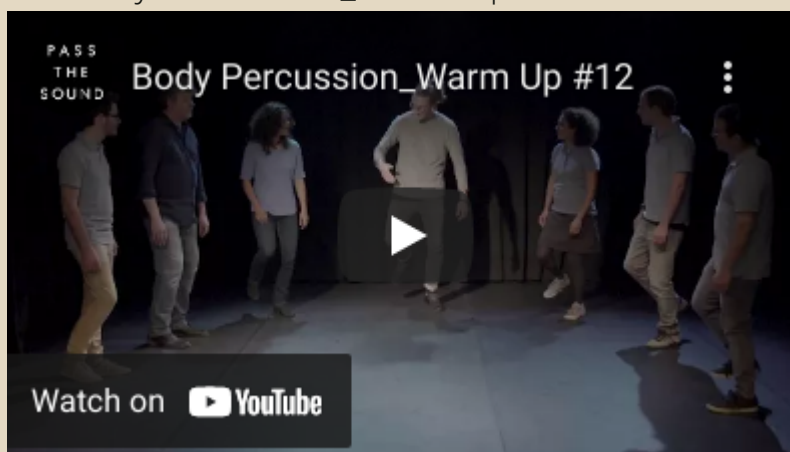 PASS
THE
SOUND
Body Percussion_Warm Up #12
Watch on YouTube